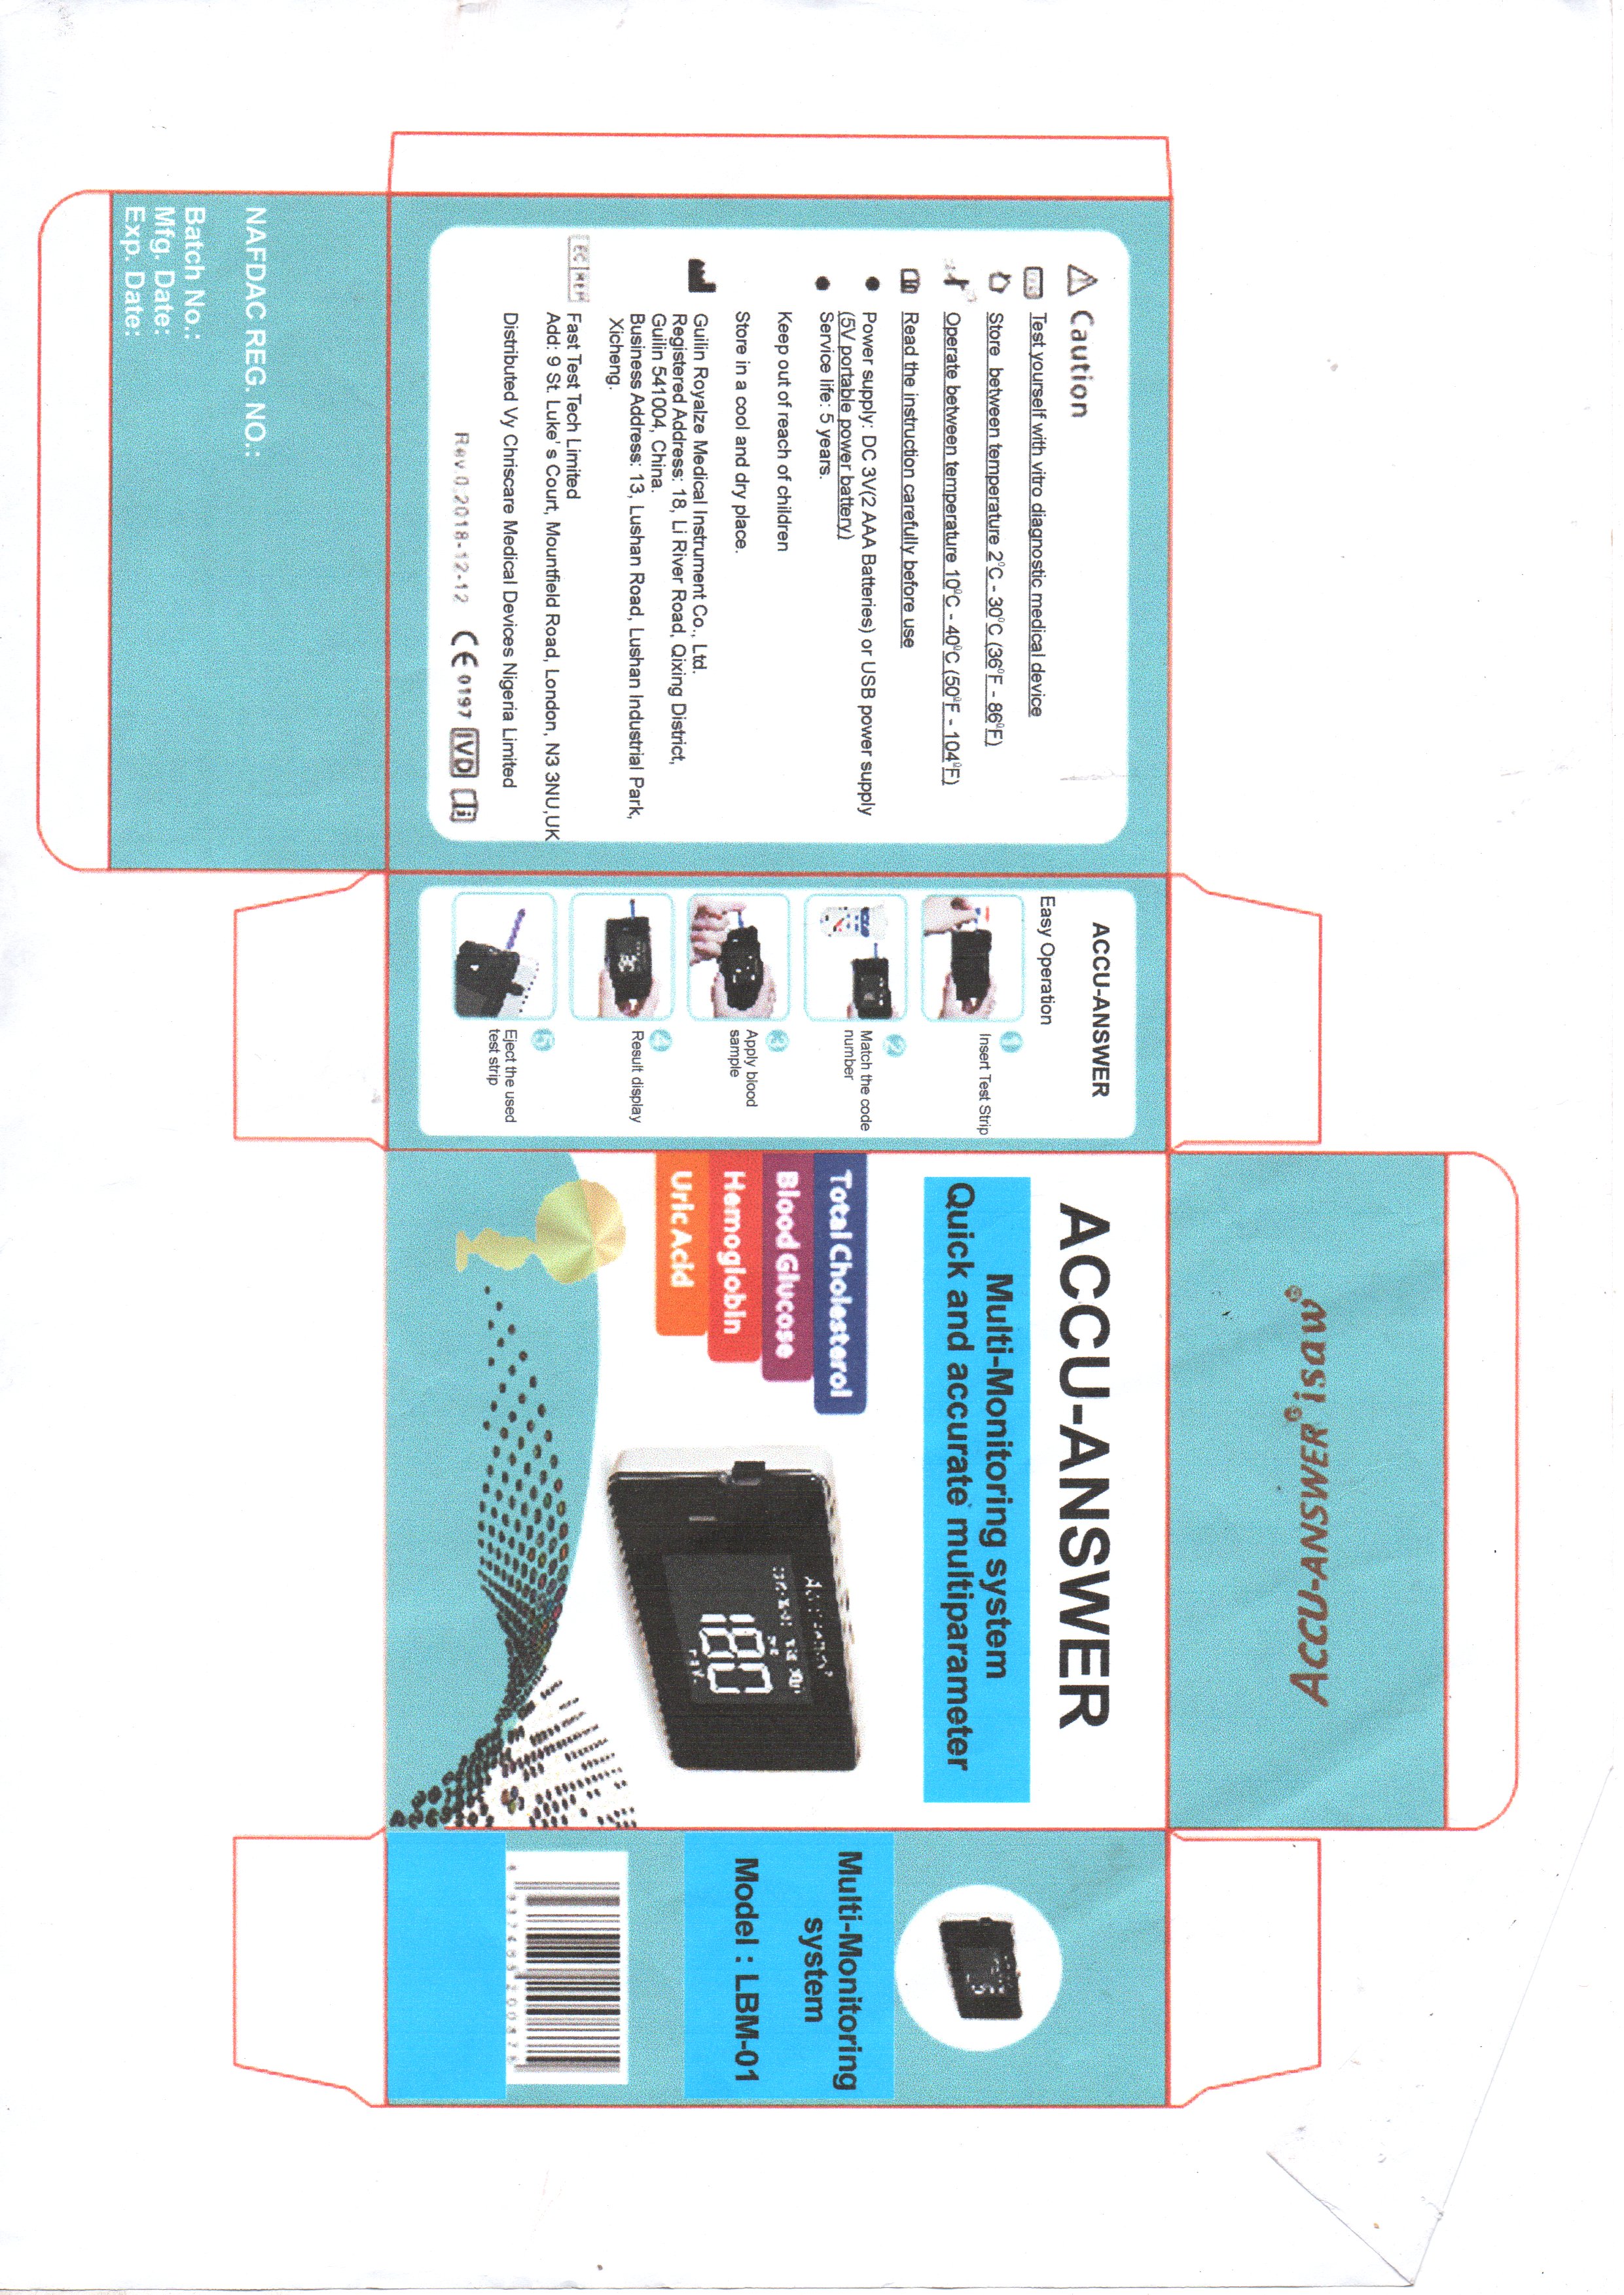 Caution
Test yourself with vitro diagnostic medical device
Store between temperature 2⁰C - 30⁰C (36⁰F - 86⁰F)
Operate between temperature 10⁰C - 40⁰C (50⁰F - 104⁰F)
Read the instruction carefully before use
● Power supply: DC 3V(2 AAA Batteries) or USB power supply
(5V portable power battery)
● Service life: 5 years.
Keep out of reach of children
Store in a cool and dry place.
Guilin Royalze Medical Instrument Co., Ltd.
Registered Address: 18, Li River Road, Qixing District,
Guilin 541004, China.
Business Address: 13, Lushan Road, Lushan Industrial Park,
Xicheng.
EC REP
Fast Test Tech Limited
Add: 9 St. Luke's Court, Mountfield Road, London, N3 3NU,UK
Distributed Vy Chriscare Medical Devices Nigeria Limited
Rev.0.2018-12-12 CE 0197 IVD
NAFDAC REG. NO.:
Batch No.:
Mfg. Date:
Exp. Date:
ACCU-ANSWER
Easy Operation
1 Insert Test Strip
2 Match the code
number
3 Apply blood
sample
4 Result display
5 Eject the used
test strip
ACCU-ANSWER® isaw®
ACCU-ANSWER
Multi-Monitoring system
Quick and accurate multiparameter
Total Cholesterol
Blood Glucose
Hemoglobin
Uric Acid
180
Multi-Monitoring
system
Model : LBM-01